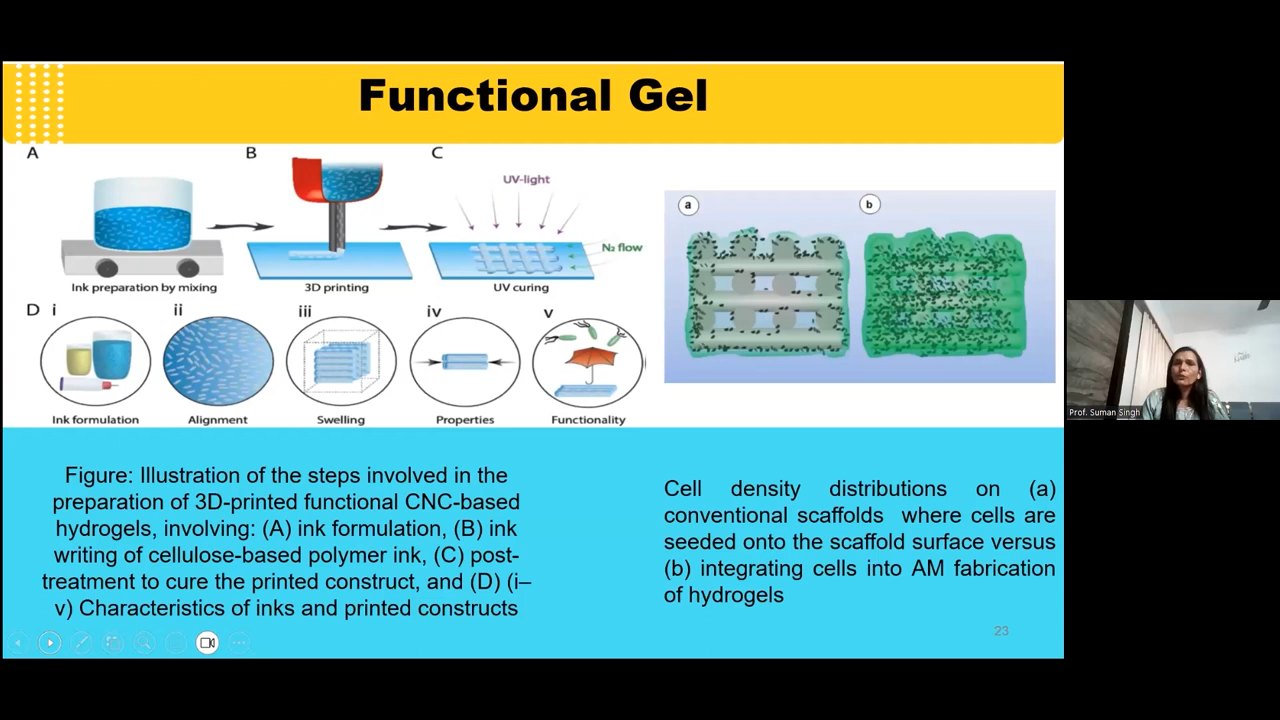 Functional Gel
A
B
C
UV-light
N₂ flow
Ink preparation by mixing
3D printing
UV curing
D i
ii
iii
iv
v
Ink formulation
Alignment
Swelling
Properties
Functionality
a
b
Figure: Illustration of the steps involved in the
preparation of 3D-printed functional CNC-based
hydrogels, involving: (A) ink formulation, (B) ink
writing of cellulose-based polymer ink, (C) post-
treatment to cure the printed construct, and (D) (i–
v) Characteristics of inks and printed constructs
Cell density distributions on (a)
conventional scaffolds where cells are
seeded onto the scaffold surface versus
(b) integrating cells into AM fabrication
of hydrogels
23
Prof. Suman Singh